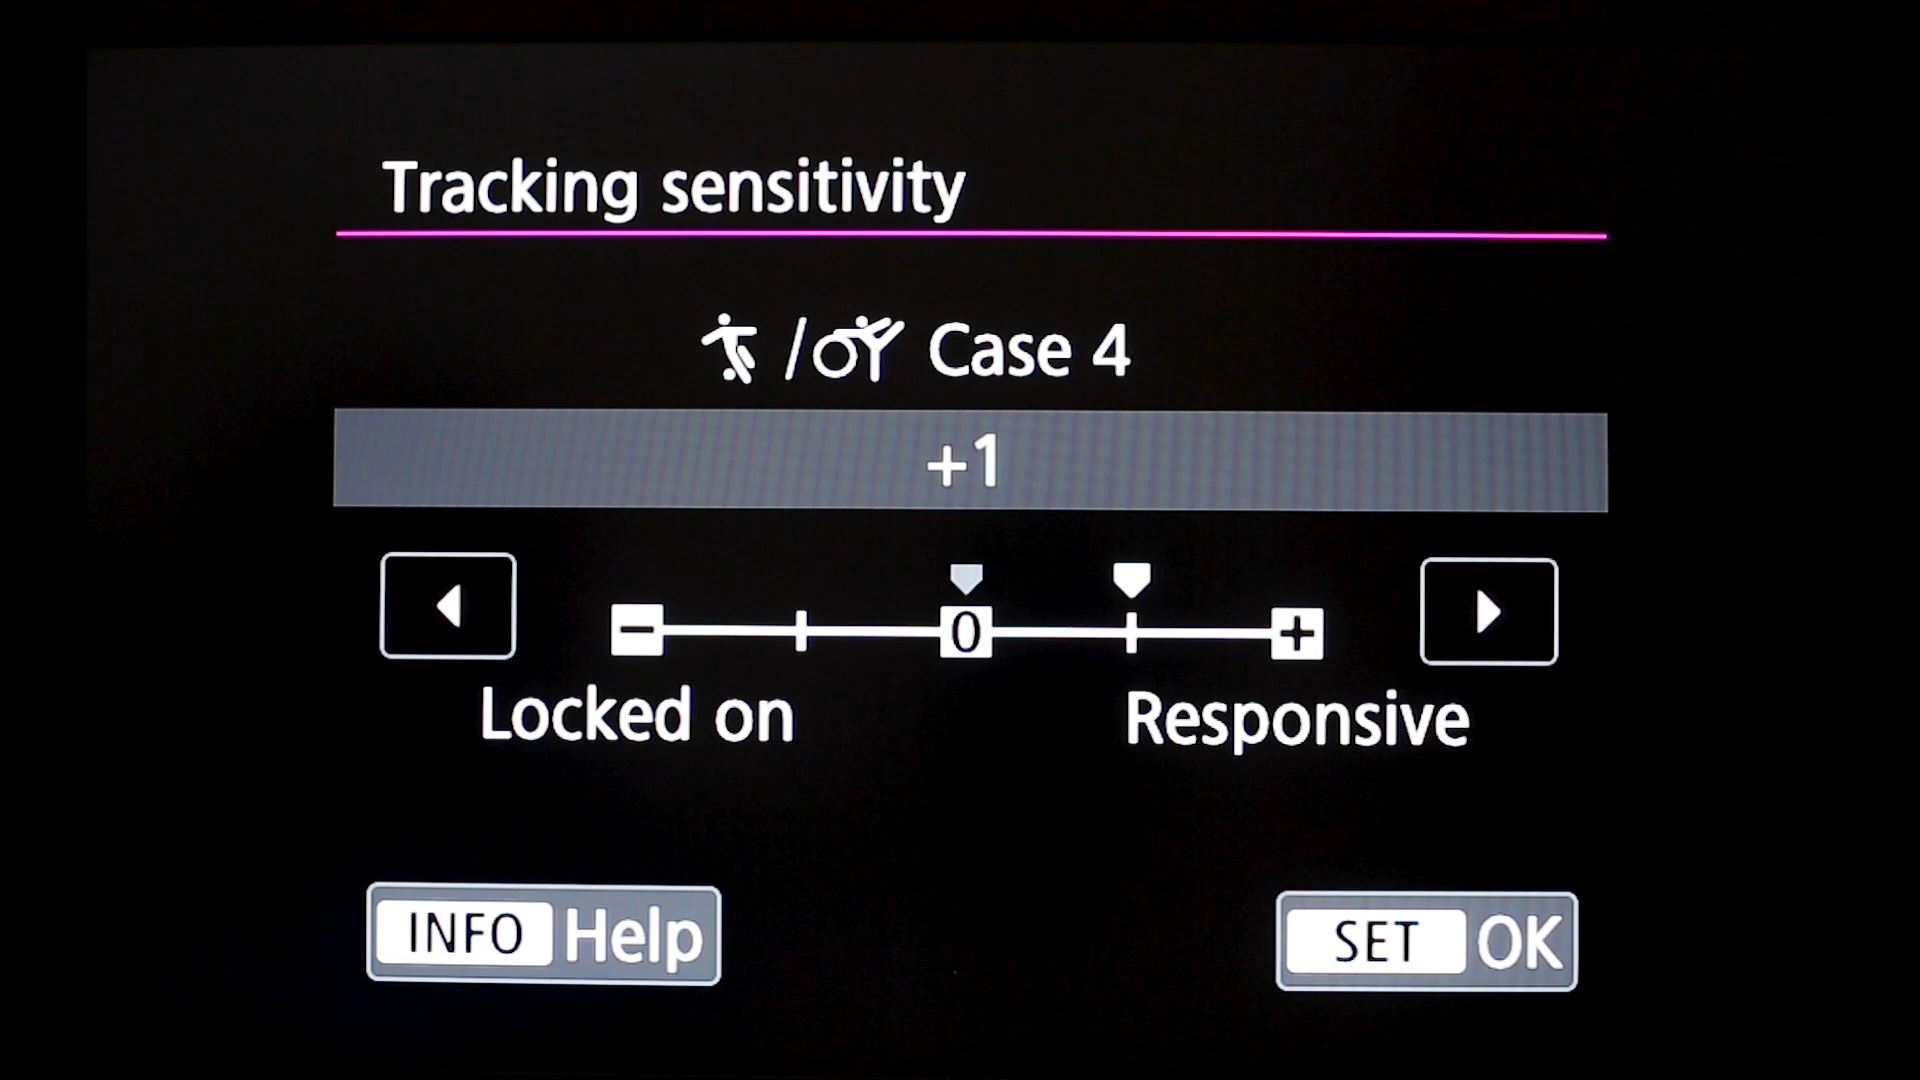 Tracking sensitivity
Case 4
+1
− 0 +
Locked on Responsive
INFO Help SET OK